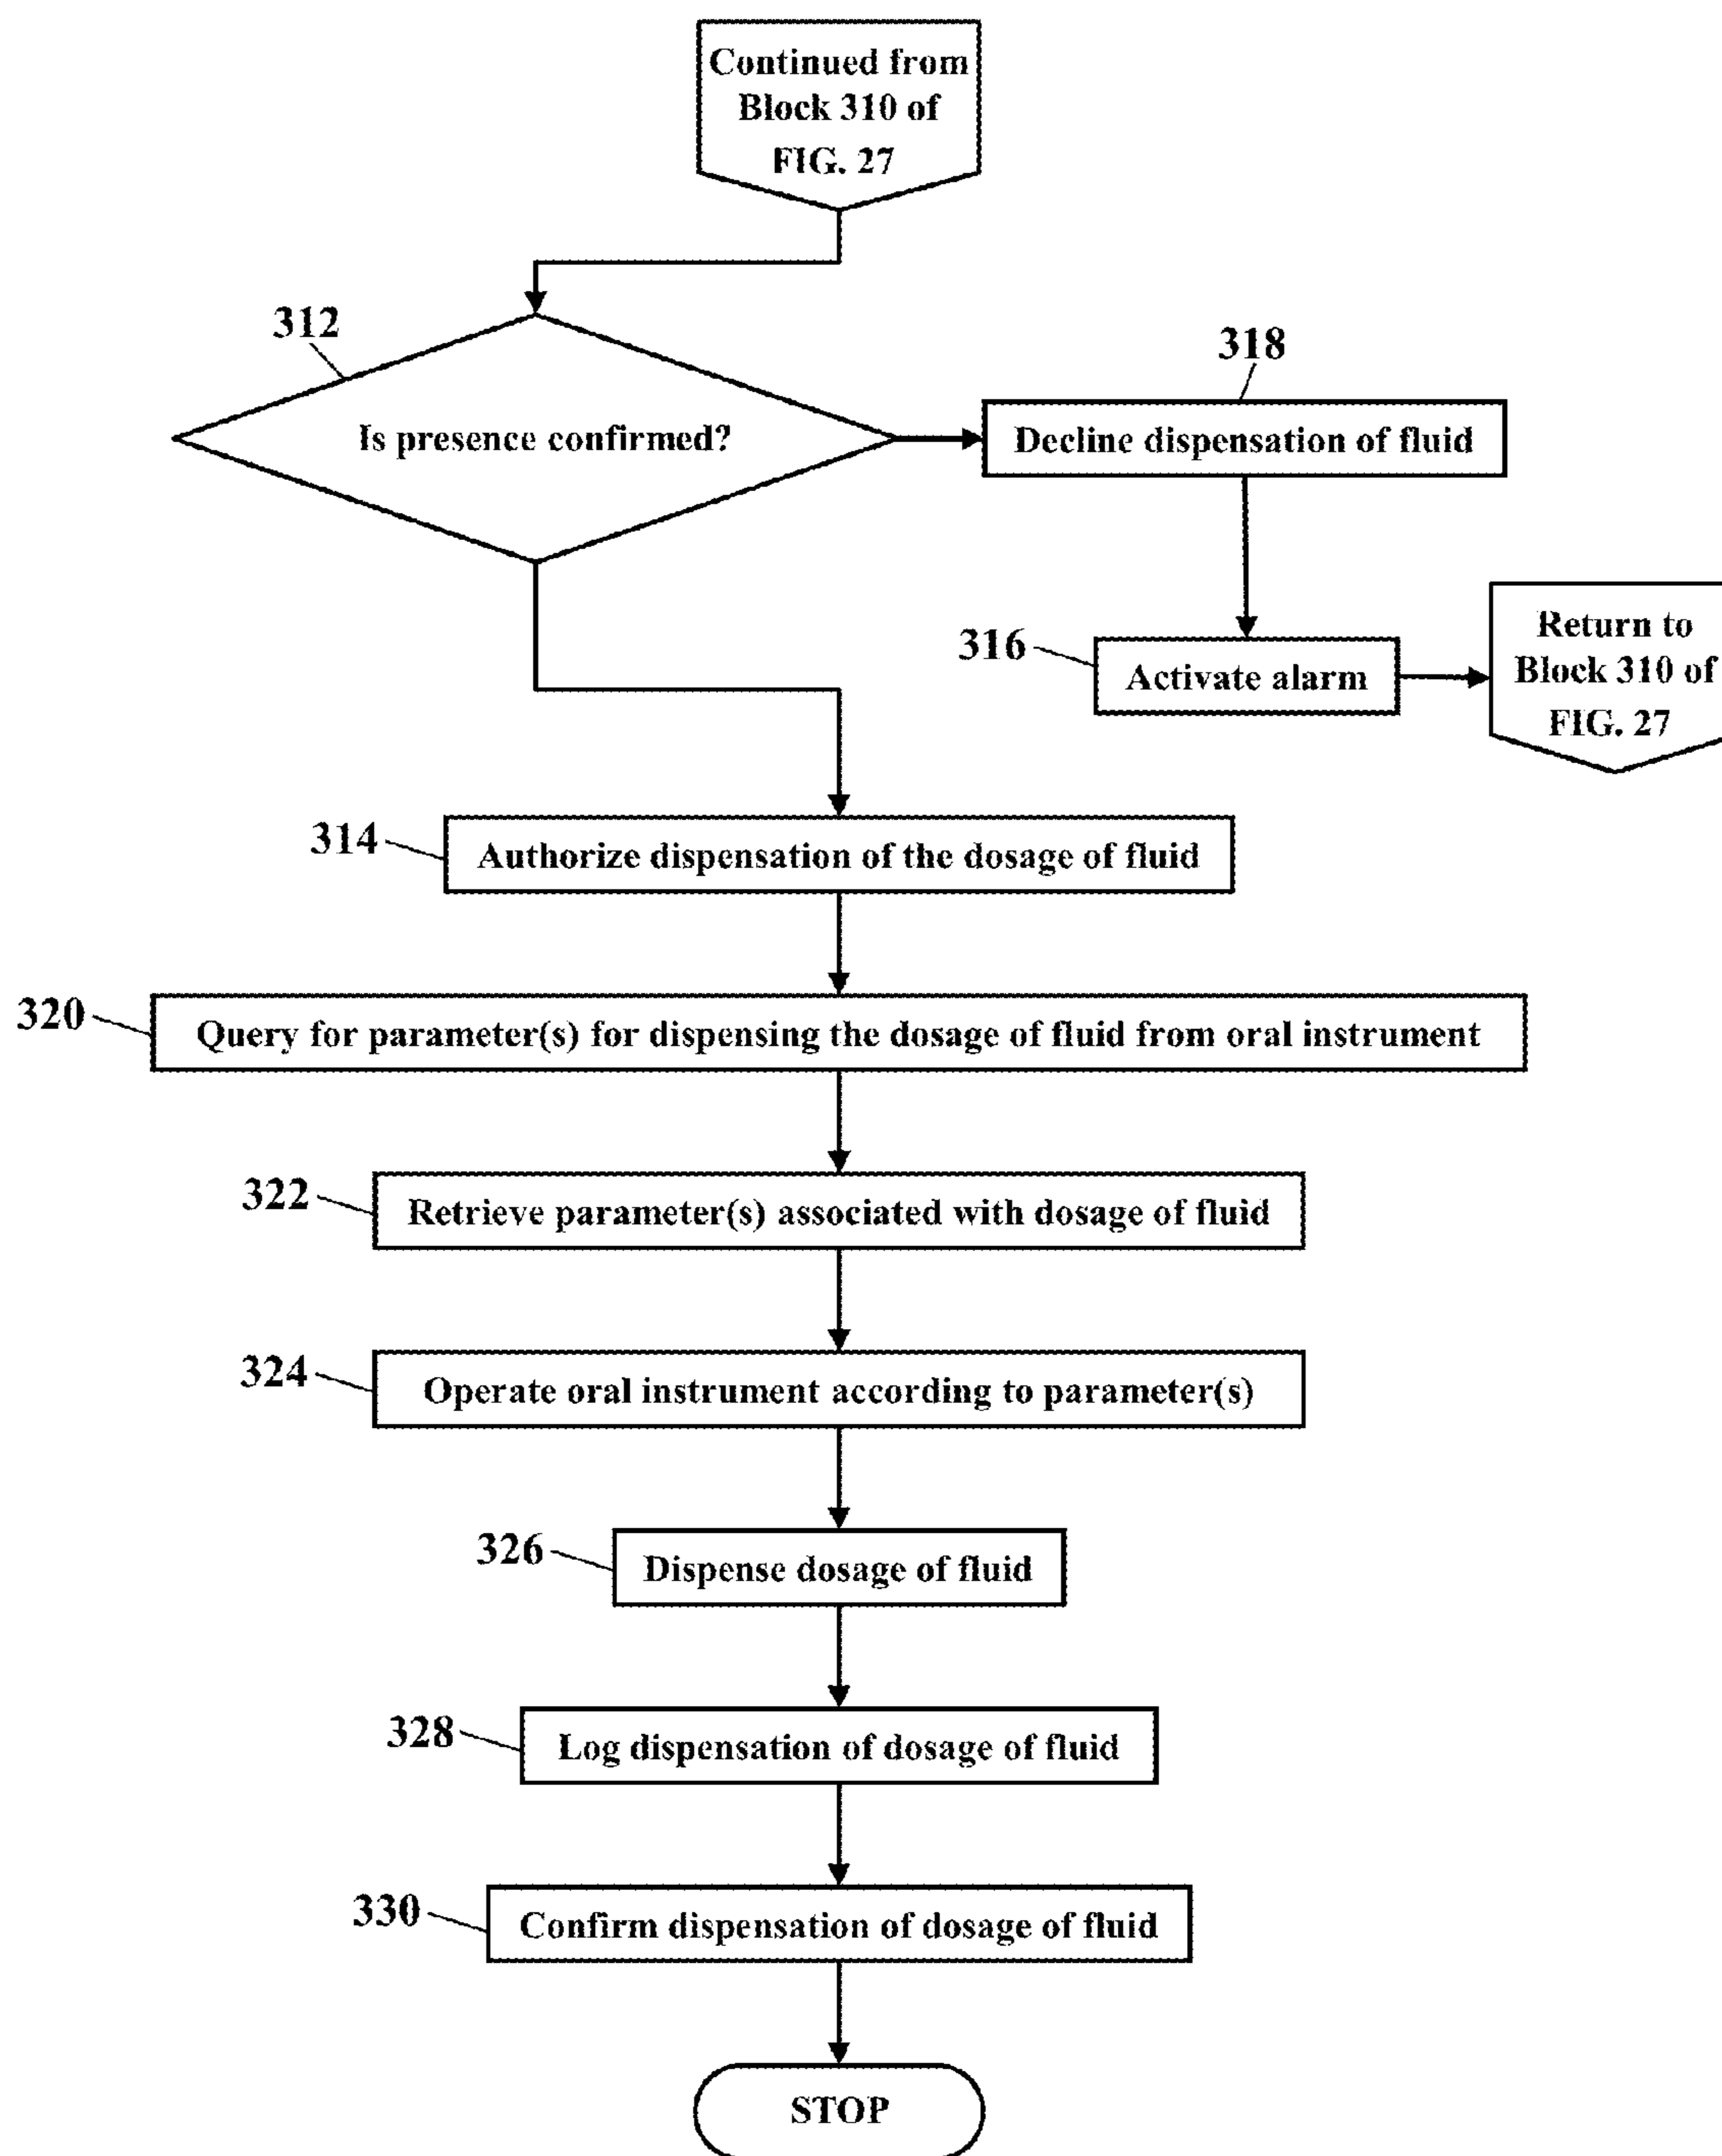 Continued from
Block 310 of
FIG. 27
312
Is presence confirmed?
318
Decline dispensation of fluid
316
Activate alarm
Return to
Block 310 of
FIG. 27
314
Authorize dispensation of the dosage of fluid
320
Query for parameter(s) for dispensing the dosage of fluid from oral instrument
322
Retrieve parameter(s) associated with dosage of fluid
324
Operate oral instrument according to parameter(s)
326
Dispense dosage of fluid
328
Log dispensation of dosage of fluid
330
Confirm dispensation of dosage of fluid
STOP